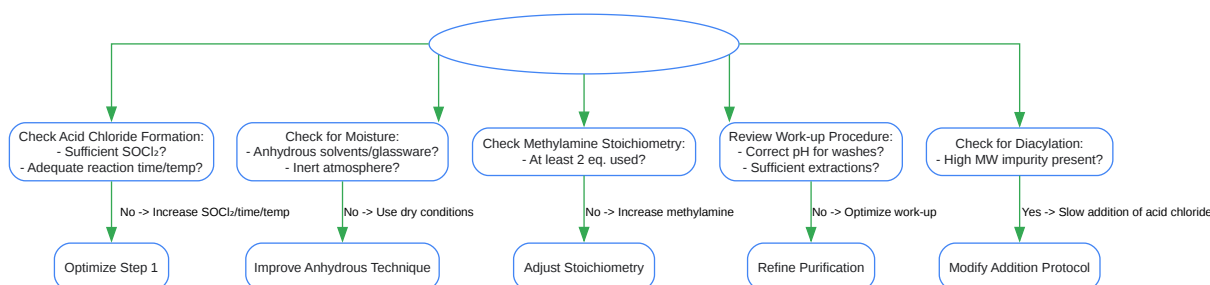 Check Acid Chloride Formation:
- Sufficient SOCl₂?
- Adequate reaction time/temp?
Check for Moisture:
- Anhydrous solvents/glassware?
- Inert atmosphere?
Check Methylamine Stoichiometry:
- At least 2 eq. used?
Review Work-up Procedure:
- Correct pH for washes?
- Sufficient extractions?
Check for Diacylation:
- High MW impurity present?
No -> Increase SOCl₂/time/temp
No -> Use dry conditions
No -> Increase methylamine
No -> Optimize work-up
Yes -> Slow addition of acid chloride
Optimize Step 1
Improve Anhydrous Technique
Adjust Stoichiometry
Refine Purification
Modify Addition Protocol